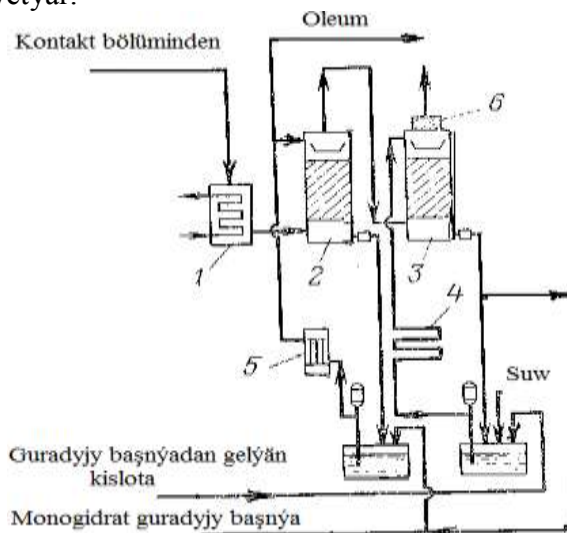 Oleum
Kontakt bölüminden
6
1
2
3
4
5
Suw
Guradyjy başnýadan gelýän
kislota
Monogidrat guradyjy başnýa